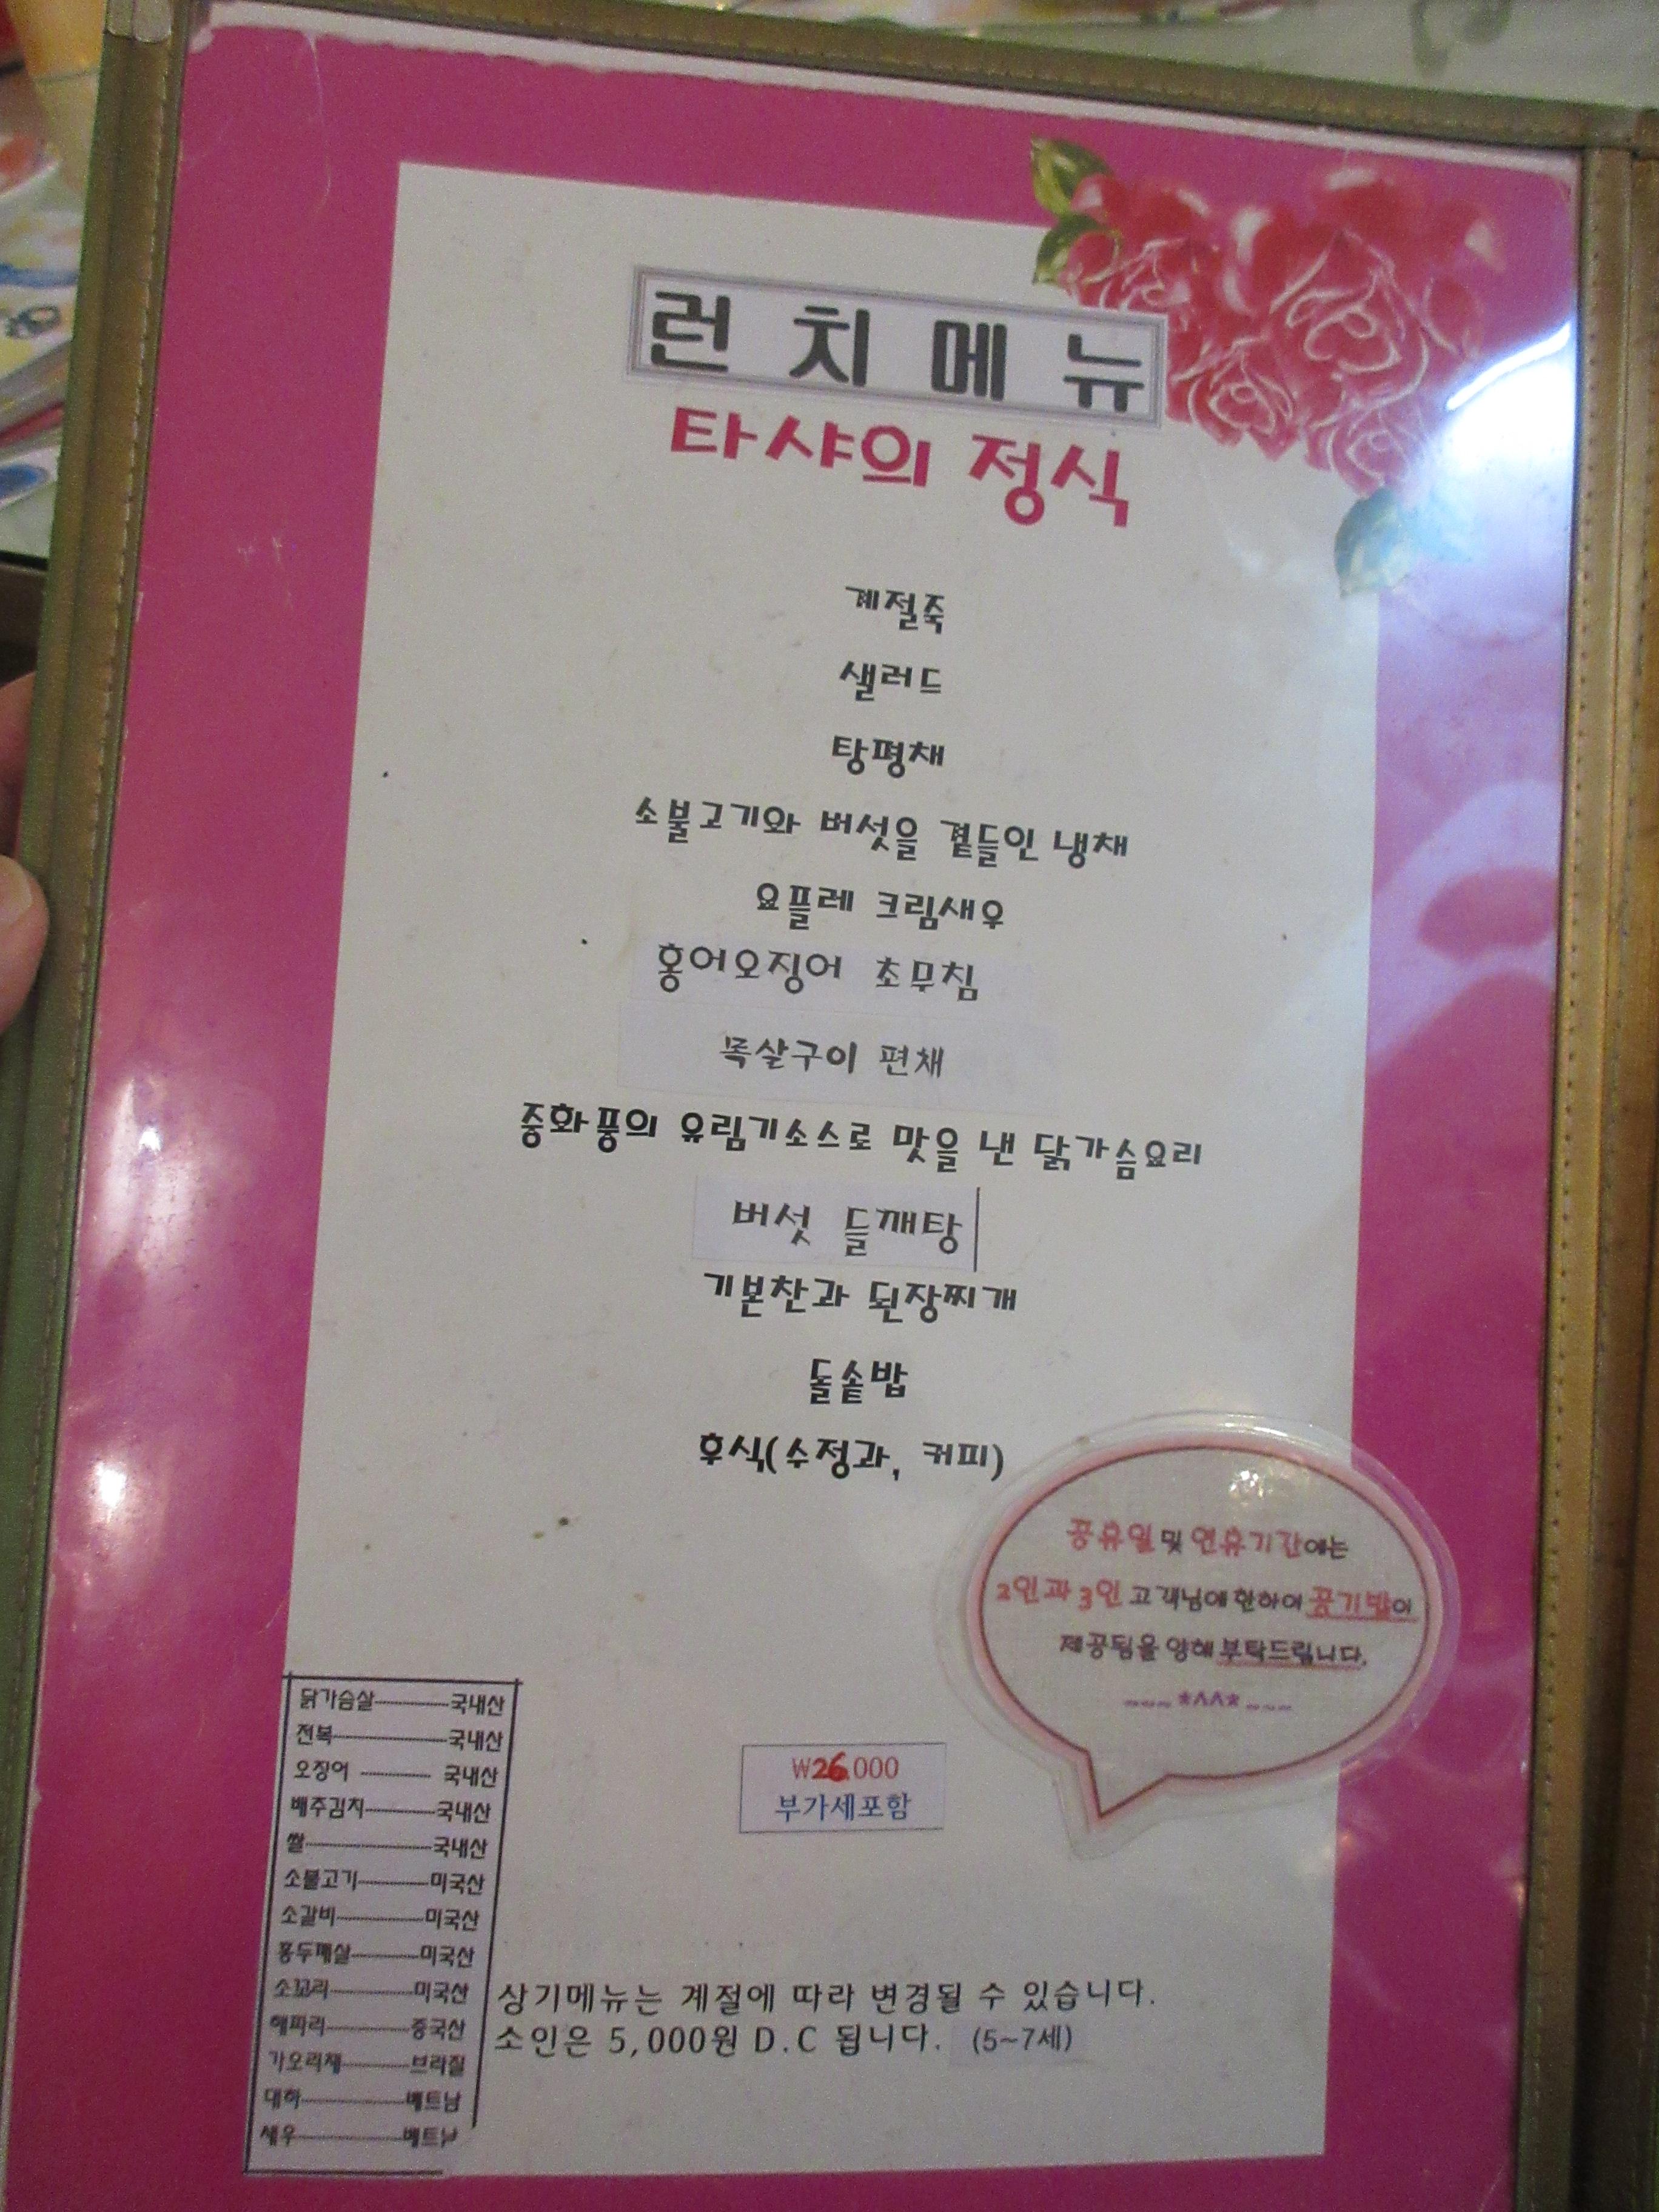 런치메뉴
타샤의 정식
계절죽
샐러드
탕평채
소불고기와 버섯을 곁들인 냉채
요플레 크림새우
홍어오징어 초무침
목살구이 편채
중화풍의 유림기소스로 맛을 낸 닭가슴요리
버섯 들깨탕
기본찬과 된장찌개
돌솥밥
후식(수정과, 커피)
공휴일 및 연휴기간에는
2인과 3인 고객님에 한하여 공기밥이
제공됨을 양해 부탁드립니다.
~~~ *^^* ~~~
₩26,000
부가세포함
닭가슴살 국내산
전복 국내산
오징어 국내산
배추김치 국내산
쌀 국내산
소불고기 미국산
소갈비 미국산
홍두깨살 미국산
소꼬리 미국산
해파리 중국산
가오리채 브라질
대하 베트남
새우 베트남
상기메뉴는 계절에 따라 변경될 수 있습니다.
소인은 5,000원 D.C 됩니다. (5~7세)